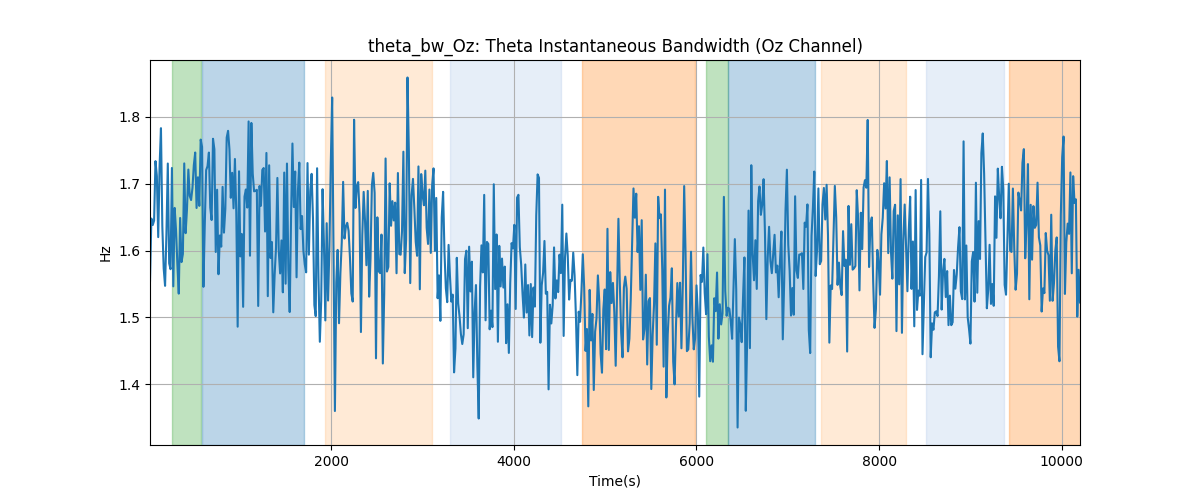 theta_bw_Oz: Theta Instantaneous Bandwidth (Oz Channel)
Hz
1.8
1.7
1.6
1.5
1.4
2000 4000 6000 8000 10000
Time(s)